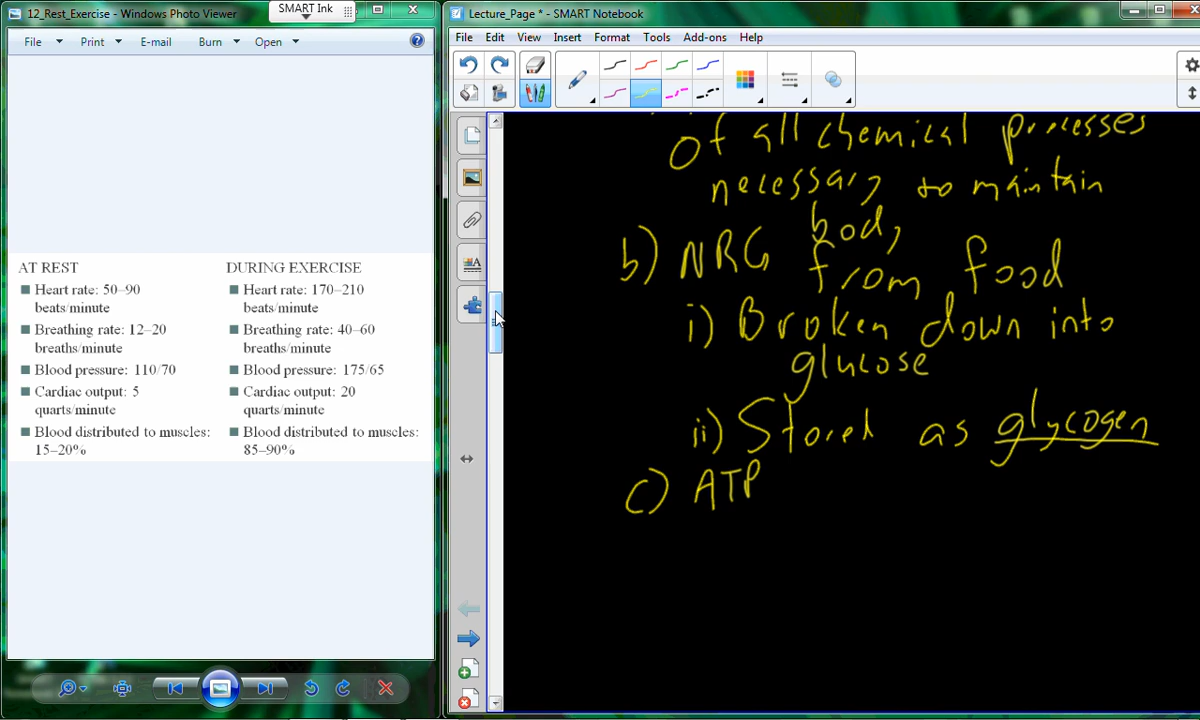 12_Rest_Exercise - Windows Photo Viewer
SMART Ink
File Print E-mail Burn Open
AT REST
Heart rate: 50–90
beats/minute
Breathing rate: 12–20
breaths/minute
Blood pressure: 110/70
Cardiac output: 5
quarts/minute
Blood distributed to muscles:
15–20%
DURING EXERCISE
Heart rate: 170–210
beats/minute
Breathing rate: 40–60
breaths/minute
Blood pressure: 175/65
Cardiac output: 20
quarts/minute
Blood distributed to muscles:
85–90%
Lecture_Page * - SMART Notebook
File Edit View Insert Format Tools Add-ons Help
of all chemical processes
necessary to maintain
body
b) NRG from food
i) Broken down into
glucose
ii) Stored as glycogen
c) ATP